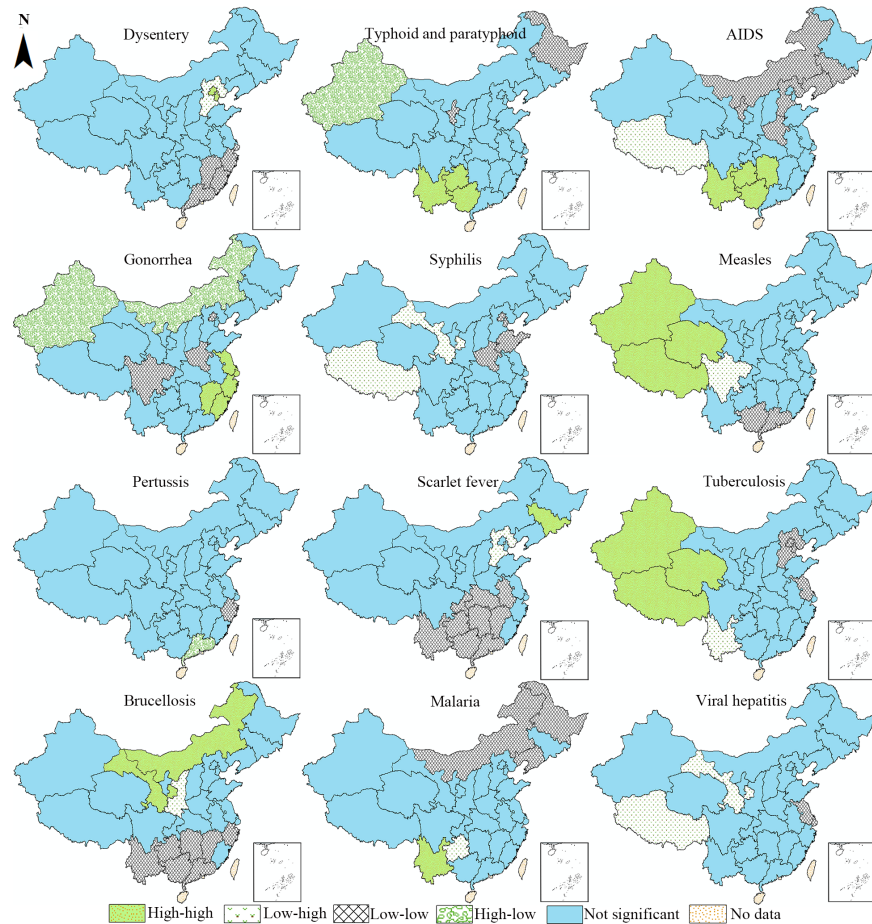 N
Dysentery
Typhoid and paratyphoid
AIDS
Gonorrhea
Syphilis
Measles
Pertussis
Scarlet fever
Tuberculosis
Brucellosis
Malaria
Viral hepatitis
High-high
Low-high
Low-low
High-low
Not significant
No data